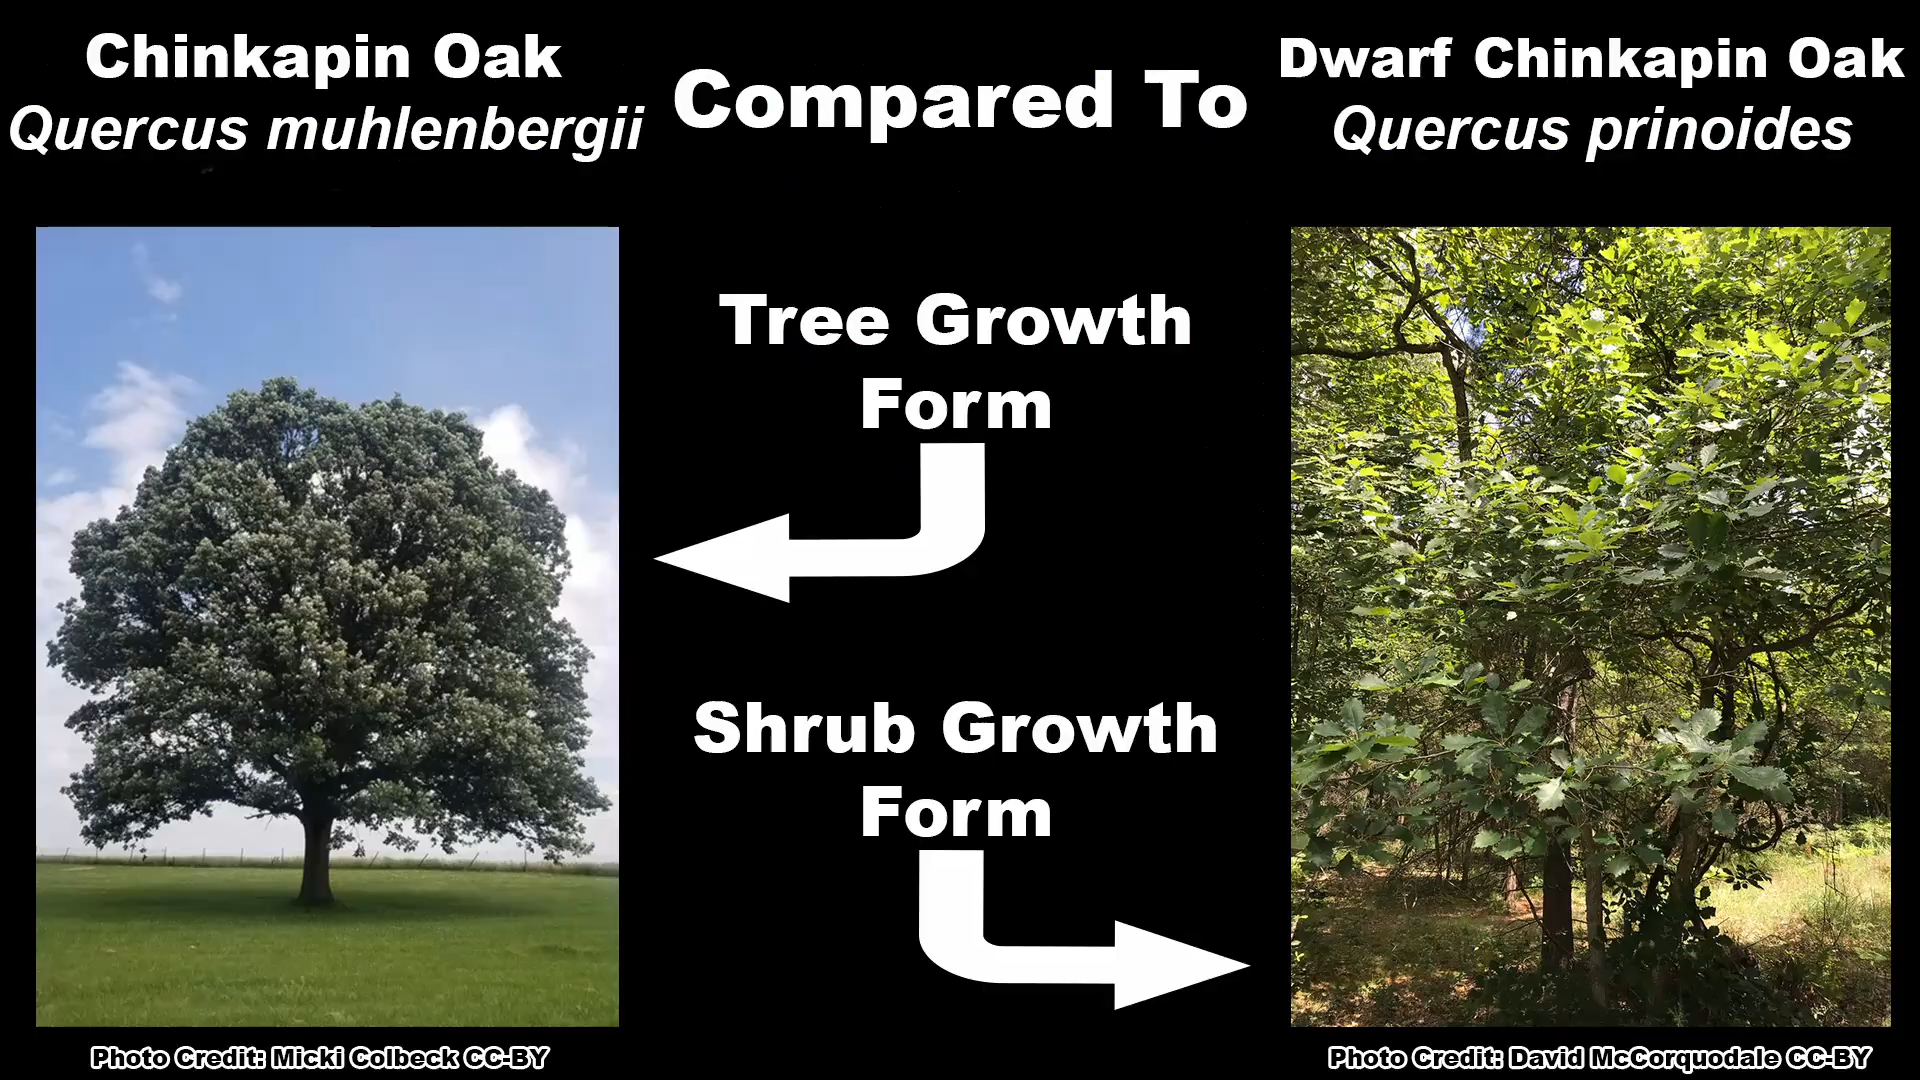 Chinkapin Oak
Quercus muhlenbergii
Compared To
Dwarf Chinkapin Oak
Quercus prinoides
Tree Growth
Form
Shrub Growth
Form
Photo Credit: Micki Colbeck CC-BY
Photo Credit: David McCorquodale CC-BY